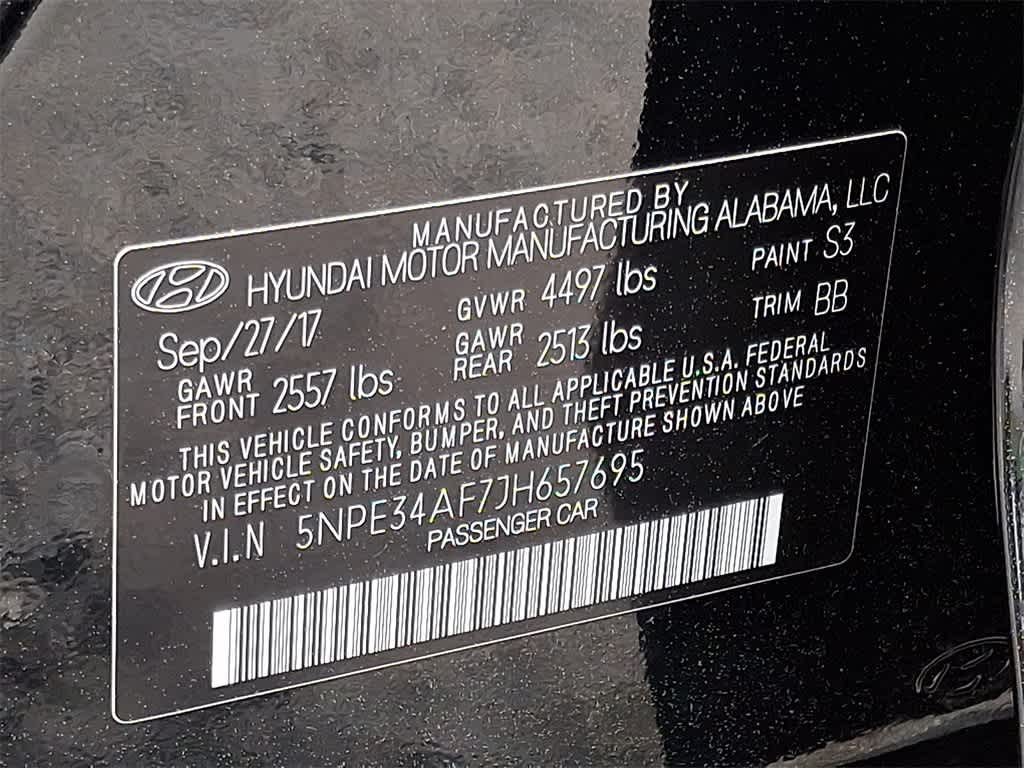 MANUFACTURED BY
HYUNDAI MOTOR MANUFACTURING ALABAMA, LLC
Sep/27/17 GVWR 4497 lbs PAINT S3
GAWR FRONT 2557 lbs GAWR REAR 2513 lbs TRIM BB
THIS VEHICLE CONFORMS TO ALL APPLICABLE U.S.A. FEDERAL
MOTOR VEHICLE SAFETY, BUMPER, AND THEFT PREVENTION STANDARDS
IN EFFECT ON THE DATE OF MANUFACTURE SHOWN ABOVE
V.I.N 5NPE34AF7JH657695
PASSENGER CAR